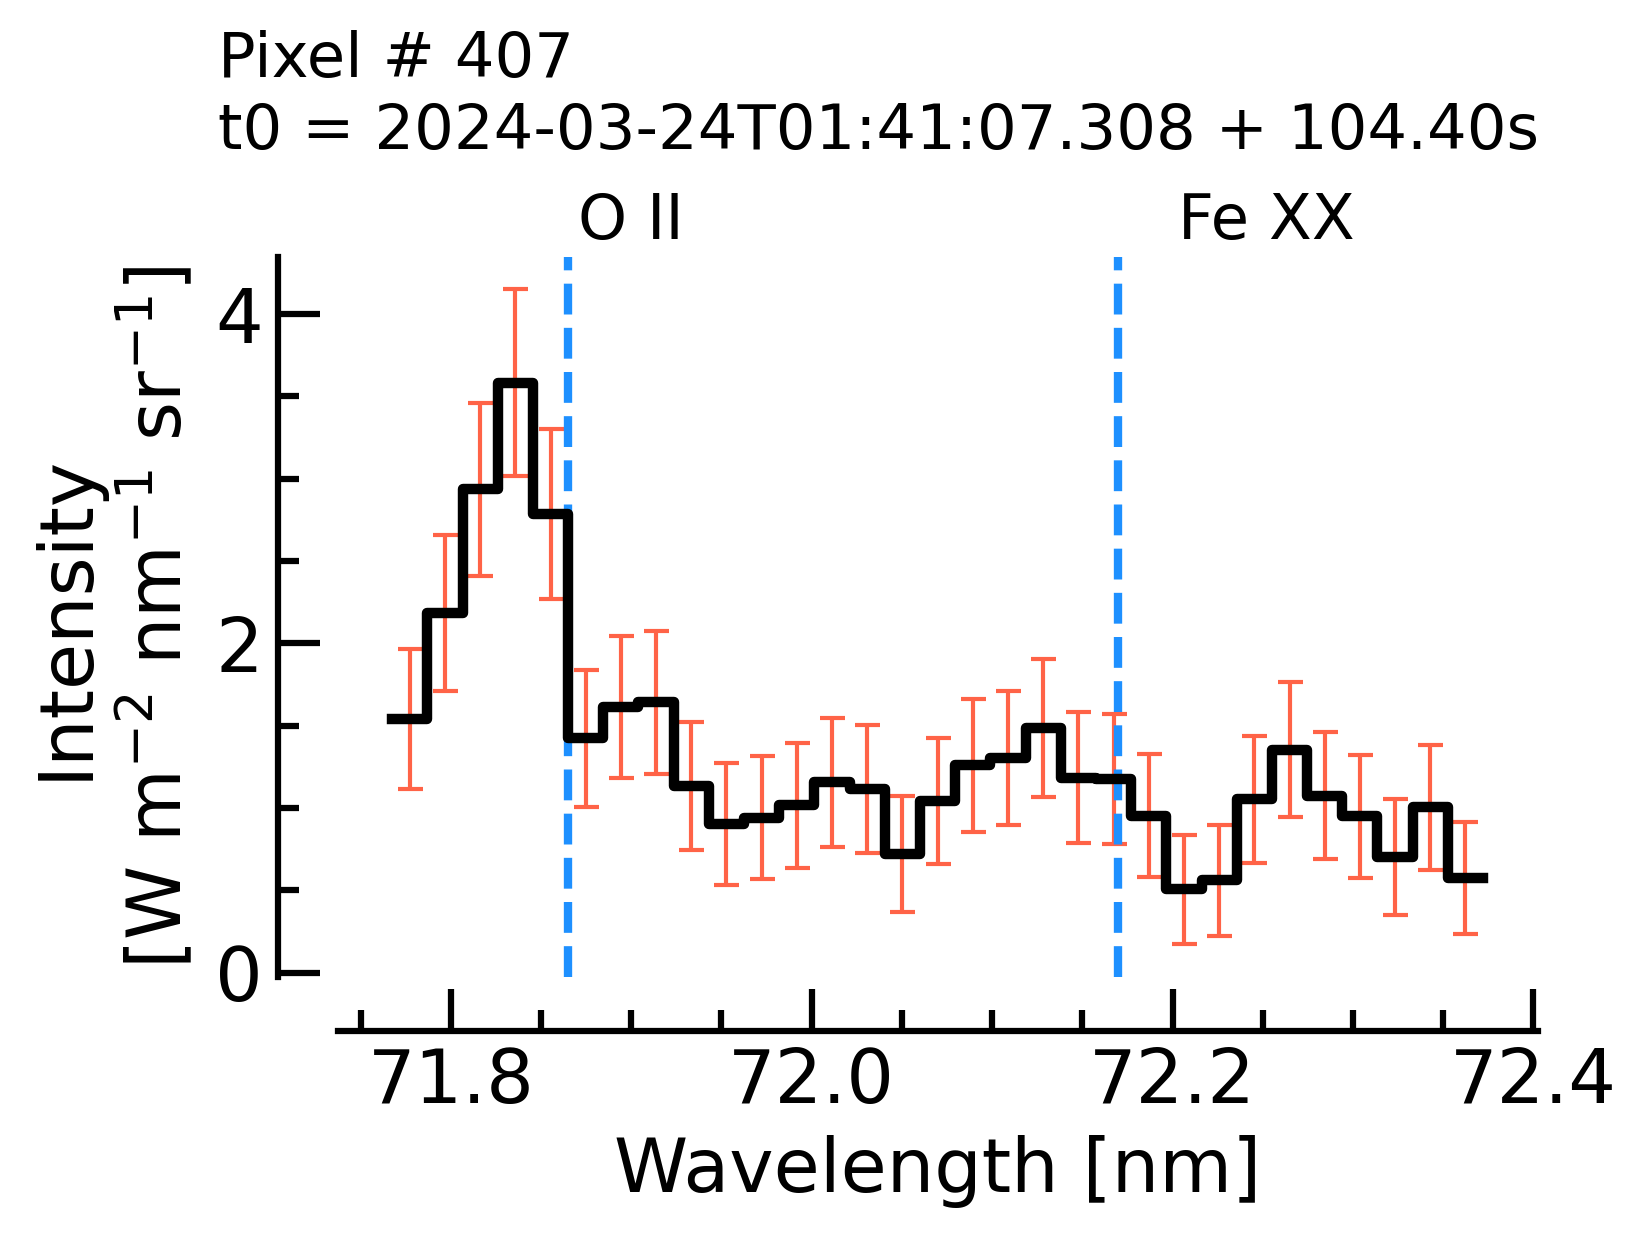 Pixel # 407
t0 = 2024-03-24T01:41:07.308 + 104.40s
O II
Fe XX
Intensity
[W m⁻² nm⁻¹ sr⁻¹]
4
2
0
71.8
72.0
72.2
72.4
Wavelength [nm]